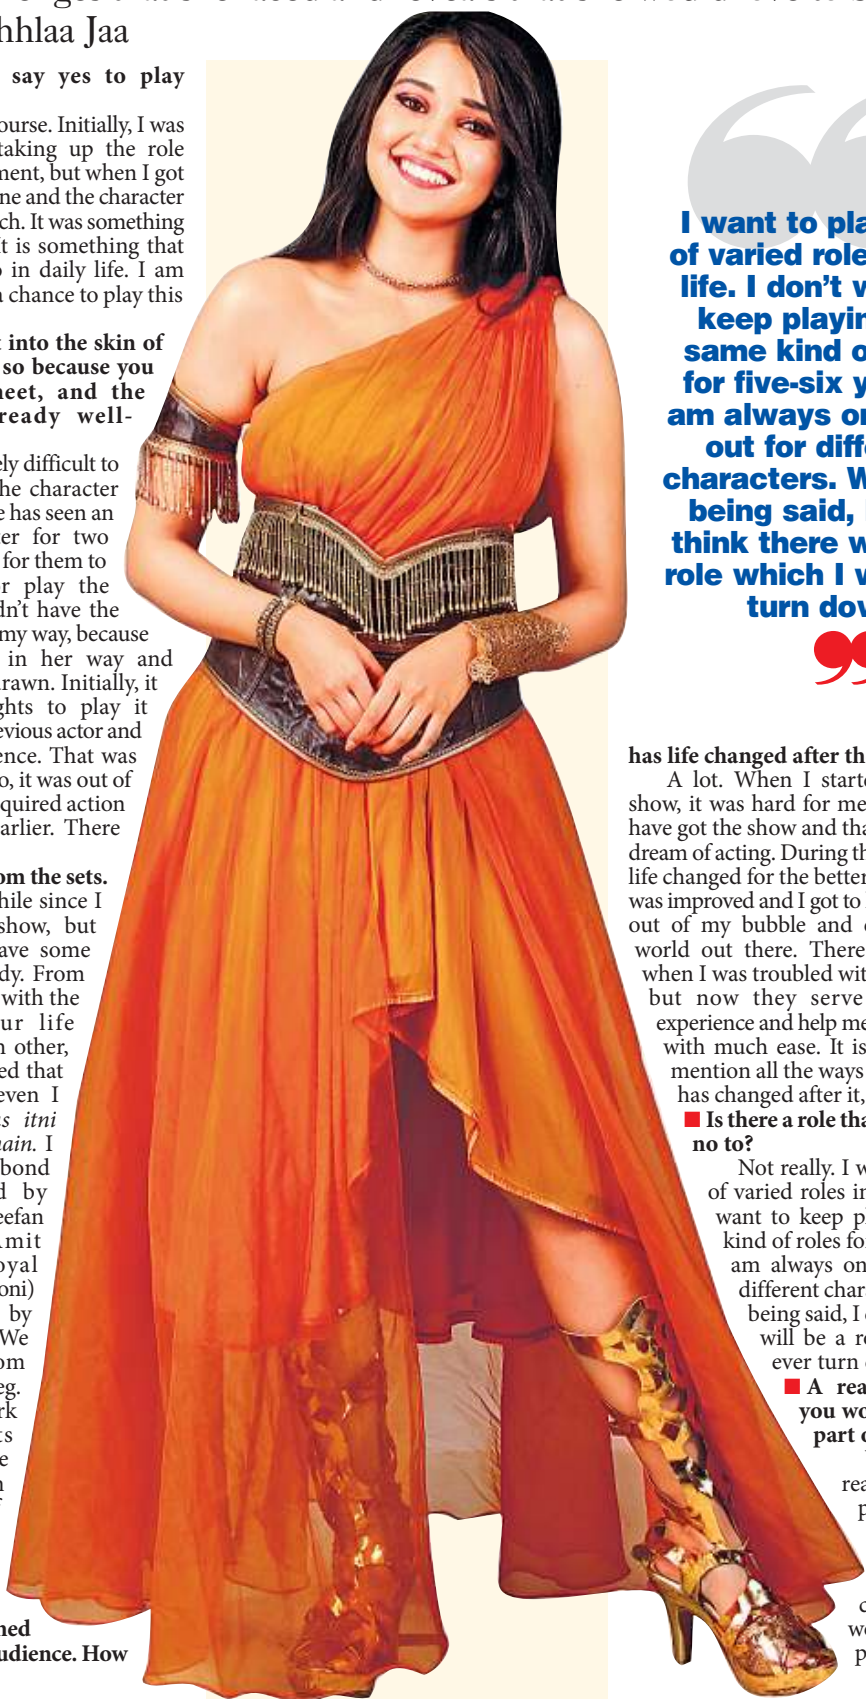 hhlaa Jaa
say yes to play
ourse. Initially, I was
taking up the role
ment, but when I got
ne and the character
ch. It was something
It is something that
in daily life. I am
a chance to play this
into the skin of
so because you
heet, and the
ready well-
ely difficult to
he character
e has seen an
er for two
for them to
or play the
dn't have the
my way, because
in her way and
rawn. Initially, it
ghts to play it
evious actor and
ence. That was
o, it was out of
quired action
arlier. There
om the sets.
hile since I
show, but
ave some
dy. From
with the
ur life
n other,
ed that
even I
s itni
hain. I
bond
d by
eefan
Amit
oyal
oni)
by
We
om
eg.
rk
ts
e
n
ned
udience. How
I want to pla
of varied role
life. I don't w
keep playin
same kind o
for five-six y
am always on
out for diffe
characters. W
being said,
think there w
role which I w
turn dow
has life changed after th
A lot. When I starte
show, it was hard for me
have got the show and tha
dream of acting. During th
life changed for the better
was improved and I got to
out of my bubble and
world out there. There
when I was troubled wit
but now they serve
experience and help me
with much ease. It is
mention all the ways
has changed after it,
Is there a role tha
no to?
Not really. I w
of varied roles in
want to keep pl
kind of roles fo
am always on
different char
being said, I
will be a r
ever turn
A rea
you wo
part o
rea
p
c
wo
p